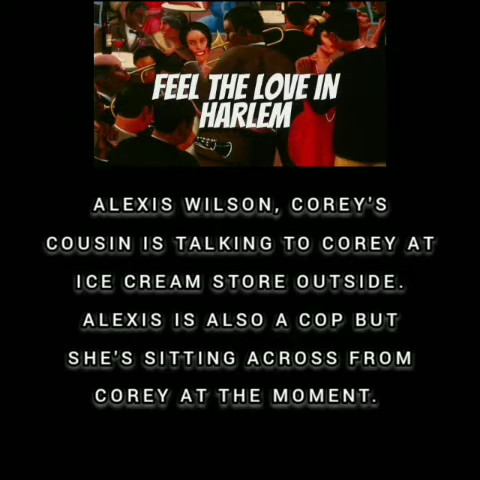 FEEL THE LOVE IN
HARLEM
ALEXIS WILSON, COREY'S
COUSIN IS TALKING TO COREY AT
ICE CREAM STORE OUTSIDE.
ALEXIS IS ALSO A COP BUT
SHE'S SITTING ACROSS FROM
COREY AT THE MOMENT.